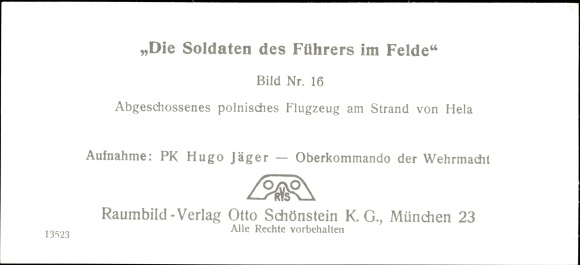 „Die Soldaten des Führers im Felde“
Bild Nr. 16
Abgeschossenes polnisches Flugzeug am Strand von Hela
Aufnahme: PK Hugo Jäger — Oberkommando der Wehrmacht
RVS
Raumbild-Verlag Otto Schönstein K. G., München 23
Alle Rechte vorbehalten
13523